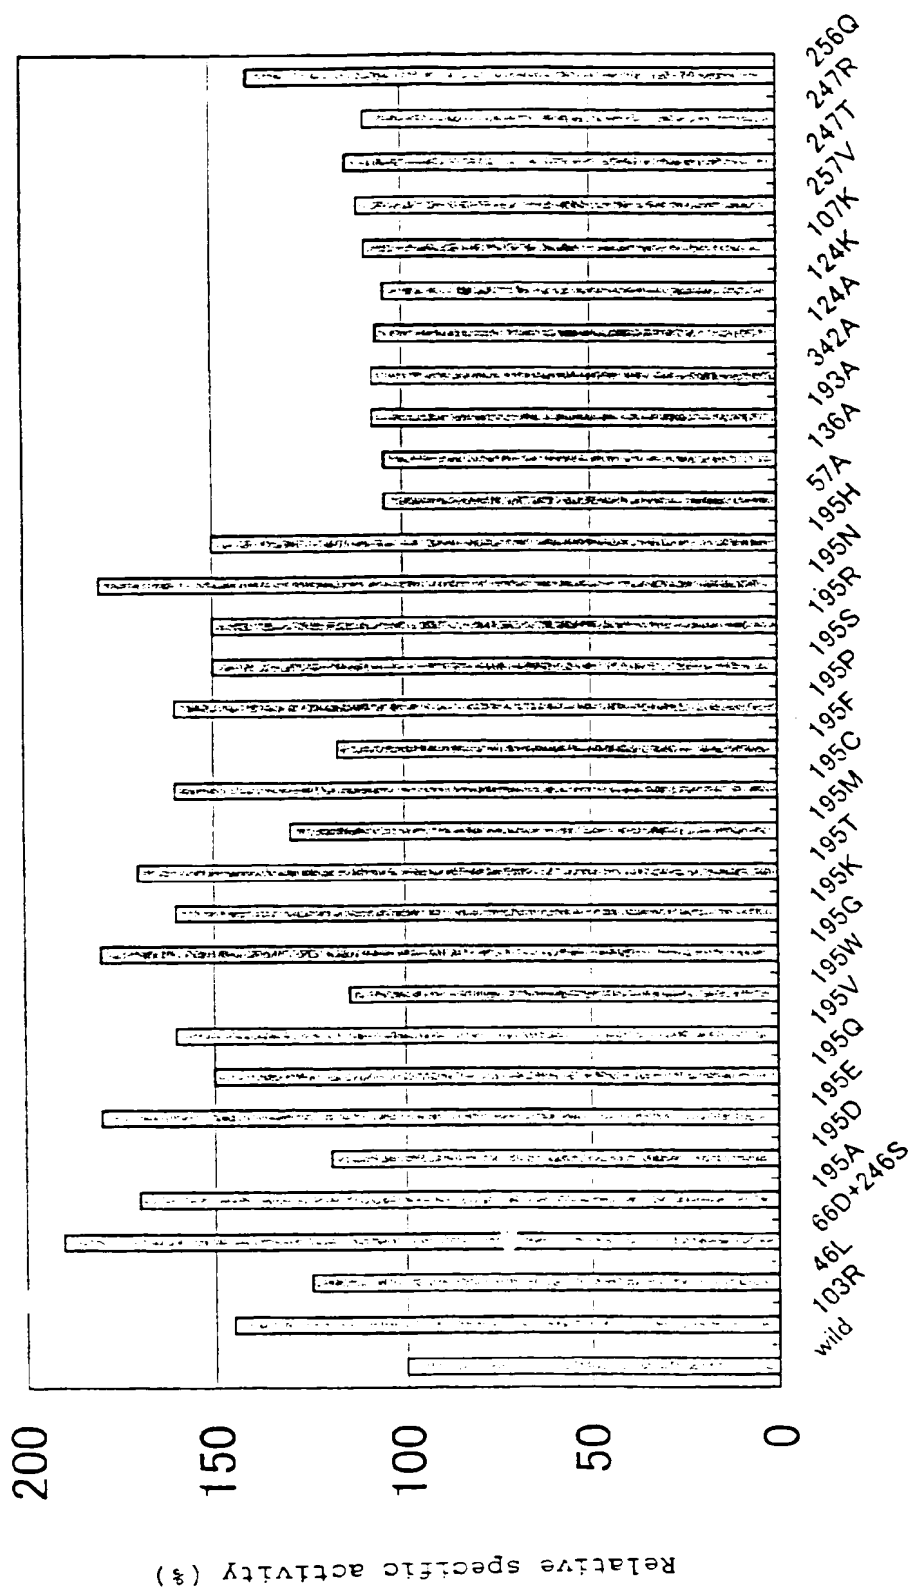 Relative specific activity (%)
200
150
100
50
0
wild
103R
46L
66D+246S
195A
195D
195E
195Q
195V
195W
195G
195K
195T
195M
195C
195F
195P
195S
195R
195N
195H
57A
136A
193A
342A
124A
124K
107K
257V
247T
247R
256Q